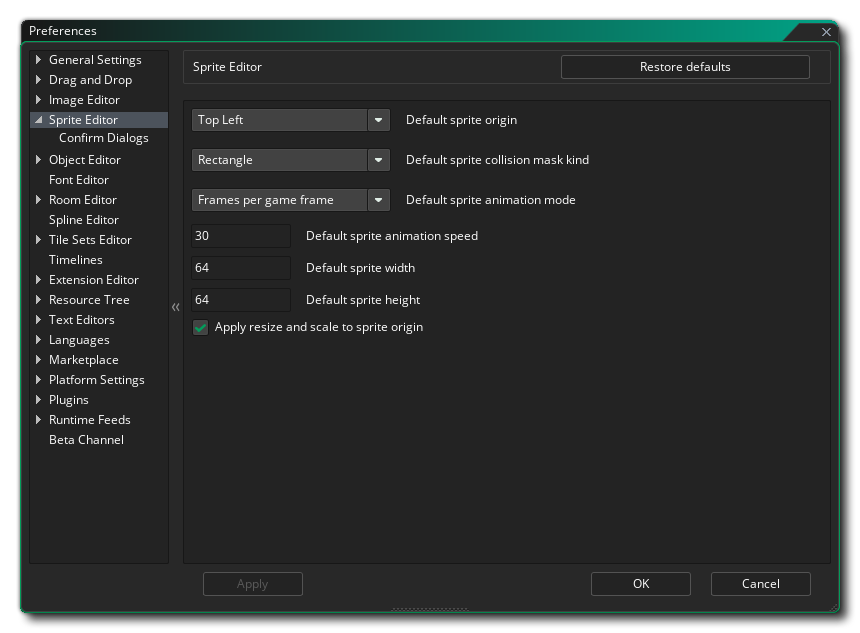 Preferences
General Settings
Drag and Drop
Image Editor
Sprite Editor
Confirm Dialogs
Object Editor
Font Editor
Room Editor
Spline Editor
Tile Sets Editor
Timelines
Extension Editor
Resource Tree
Text Editors
Languages
Marketplace
Platform Settings
Plugins
Runtime Feeds
Beta Channel
Sprite Editor Restore defaults
Top Left Default sprite origin
Rectangle Default sprite collision mask kind
Frames per game frame Default sprite animation mode
30 Default sprite animation speed
64 Default sprite width
64 Default sprite height
Apply resize and scale to sprite origin
Apply OK Cancel